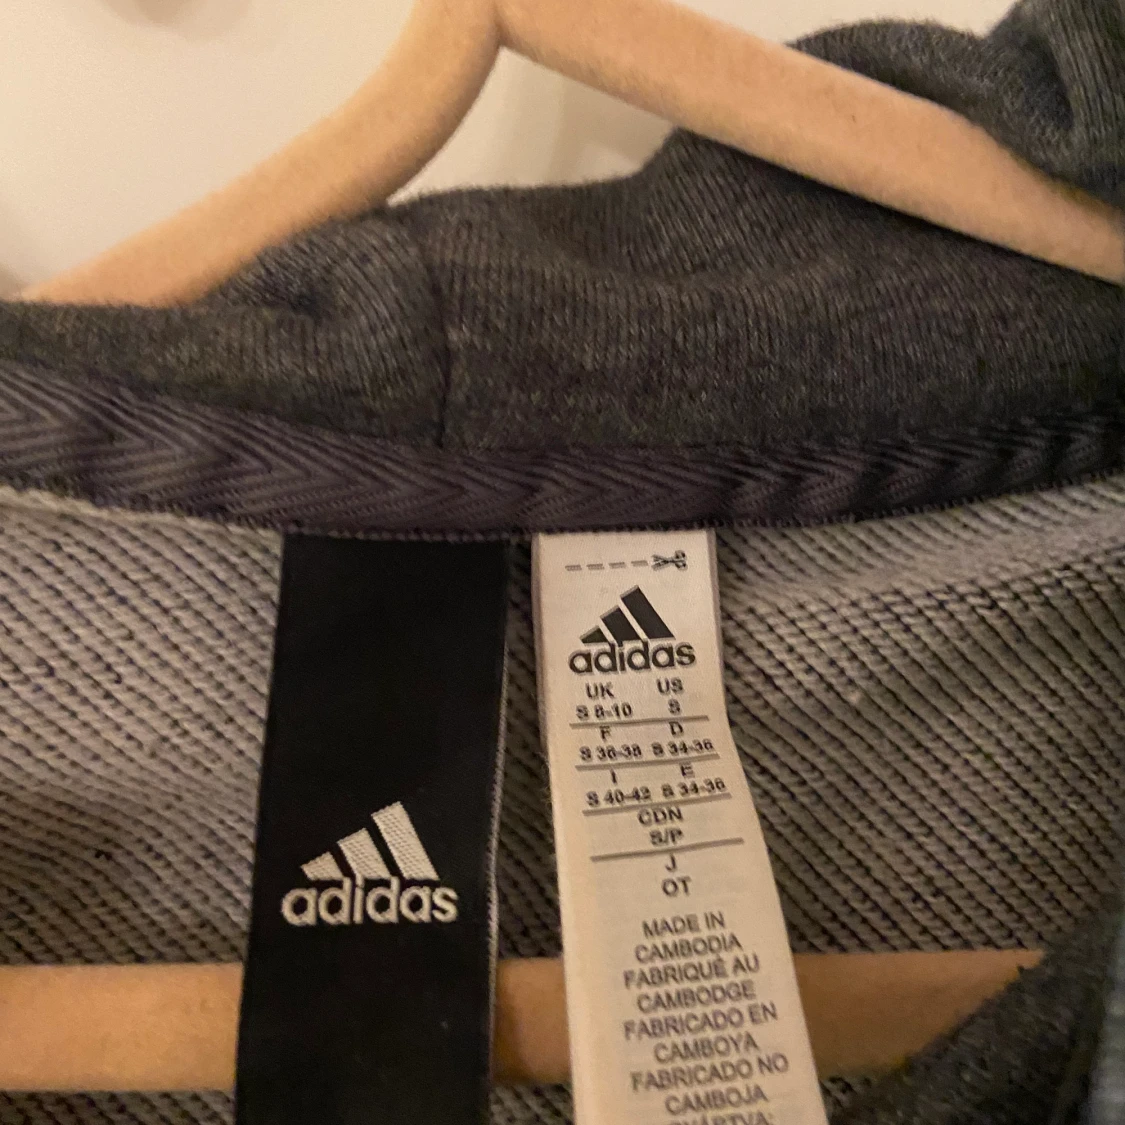 adidas
adidas
UK US
S 8-10 S
F D
S 36-38 S 34-36
I E
S 40-42 S 34-36
CDN
S/P
J
OT
MADE IN
CAMBODIA
FABRIQUÉ AU
CAMBODGE
FABRICADO EN
CAMBOYA
FABRICADO NO
CAMBOJA